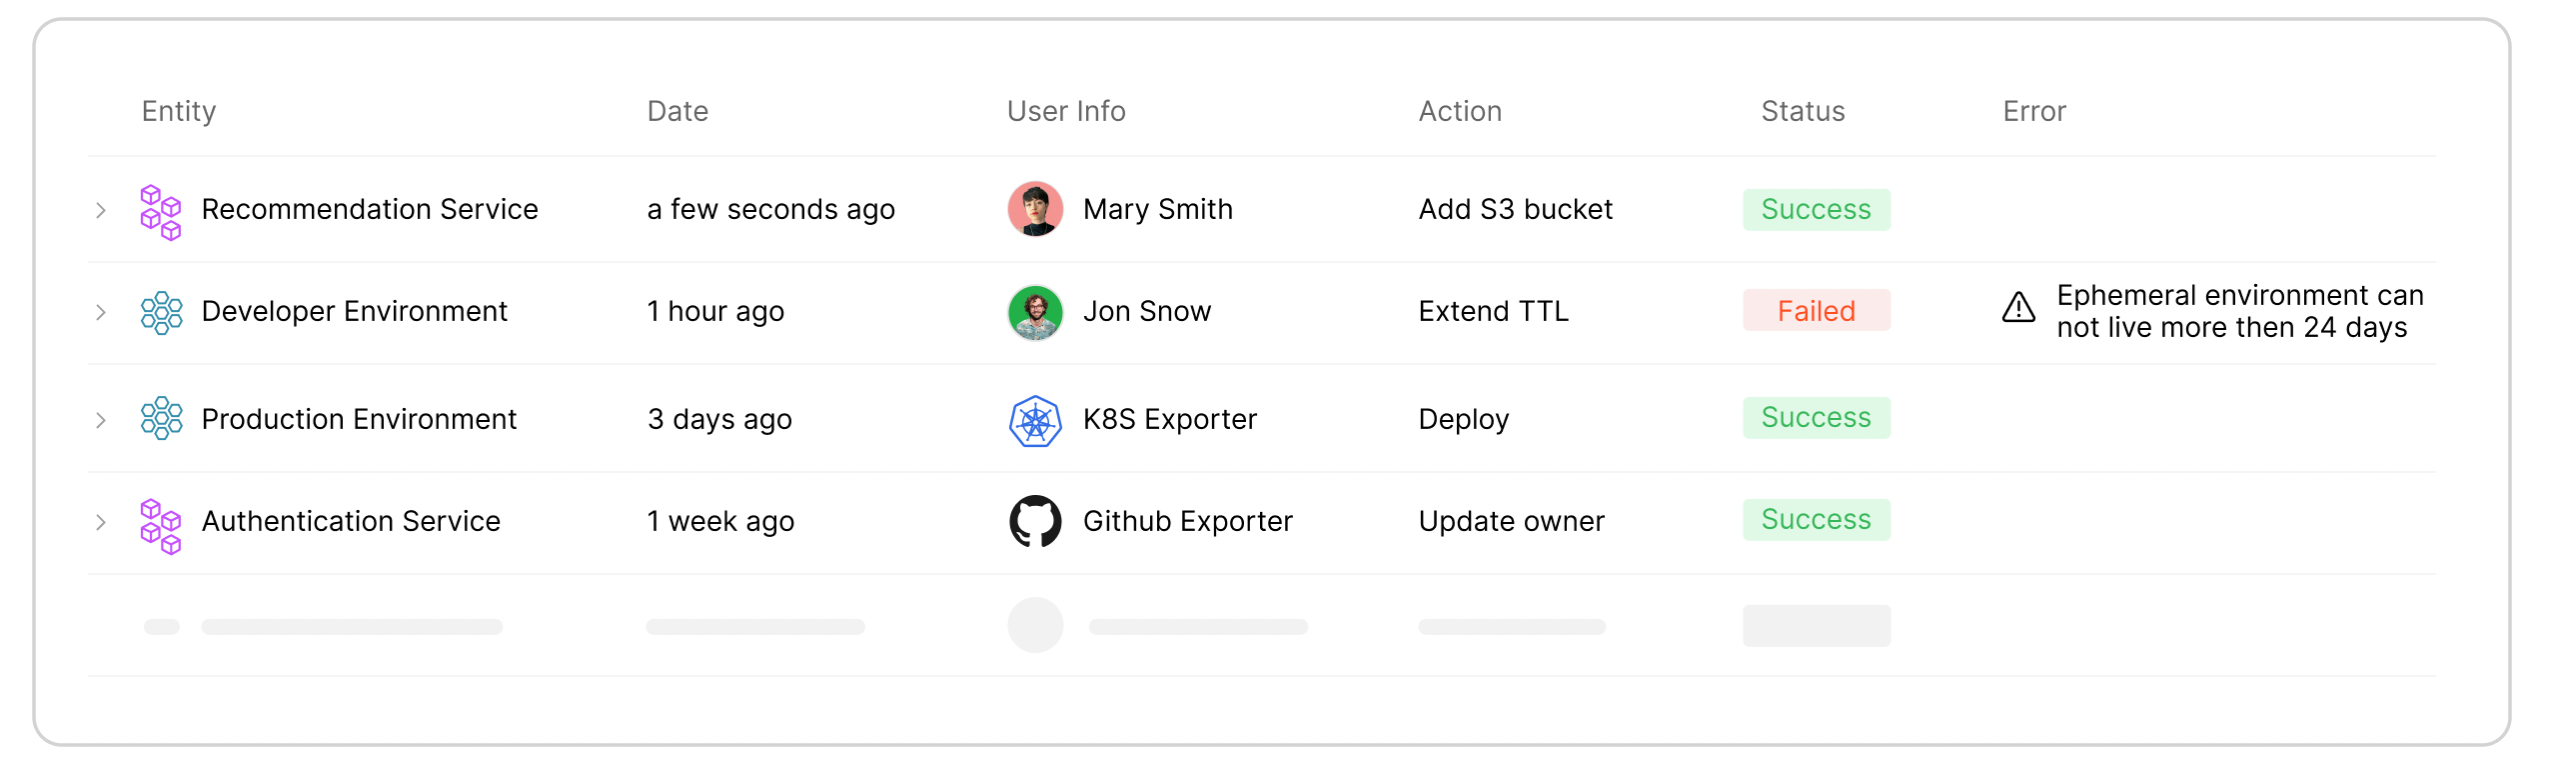 Entity Date User Info Action Status Error
Recommendation Service a few seconds ago Mary Smith Add S3 bucket Success
Developer Environment 1 hour ago Jon Snow Extend TTL Failed Ephemeral environment can
not live more then 24 days
Production Environment 3 days ago K8S Exporter Deploy Success
Authentication Service 1 week ago Github Exporter Update owner Success